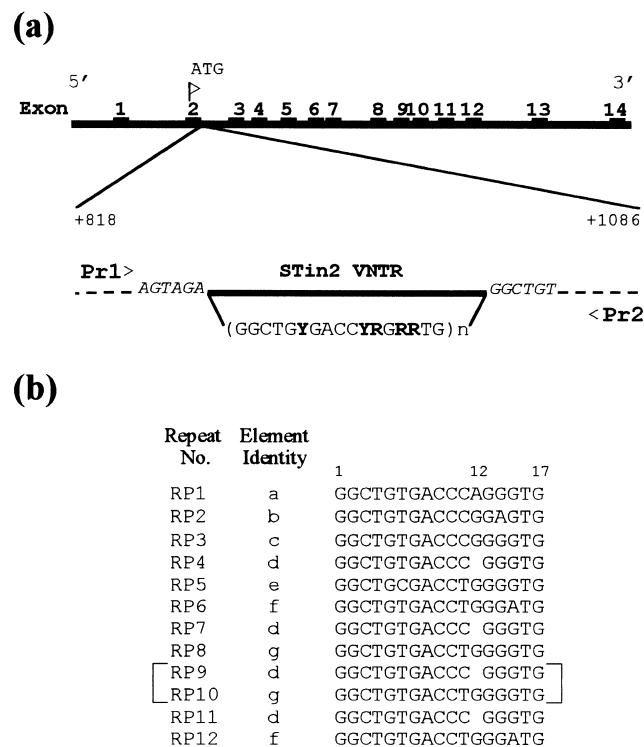 (a)
5′ ATG 3′
Exon 1 2 3 4 5 6 7 8 9 10 11 12 13 14
+818 +1086
Pr1> STin2 VNTR
AGTAGA GGCTGT
<Pr2
(GGCTGYGACCYRGRRTG)n
(b)
Repeat No. Element Identity
1 12 17
RP1 a GGCTGTGACCCAGGGTG
RP2 b GGCTGTGACCCGGAGTG
RP3 c GGCTGTGACCCGGGGTG
RP4 d GGCTGTGACCC GGGTG
RP5 e GGCTGCGACCTGGGGTG
RP6 f GGCTGTGACCTGGGATG
RP7 d GGCTGTGACCC GGGTG
RP8 g GGCTGTGACCTGGGGTG
RP9 d GGCTGTGACCC GGGTG
RP10 g GGCTGTGACCTGGGGTG
RP11 d GGCTGTGACCC GGGTG
RP12 f GGCTGTGACCTGGGATG